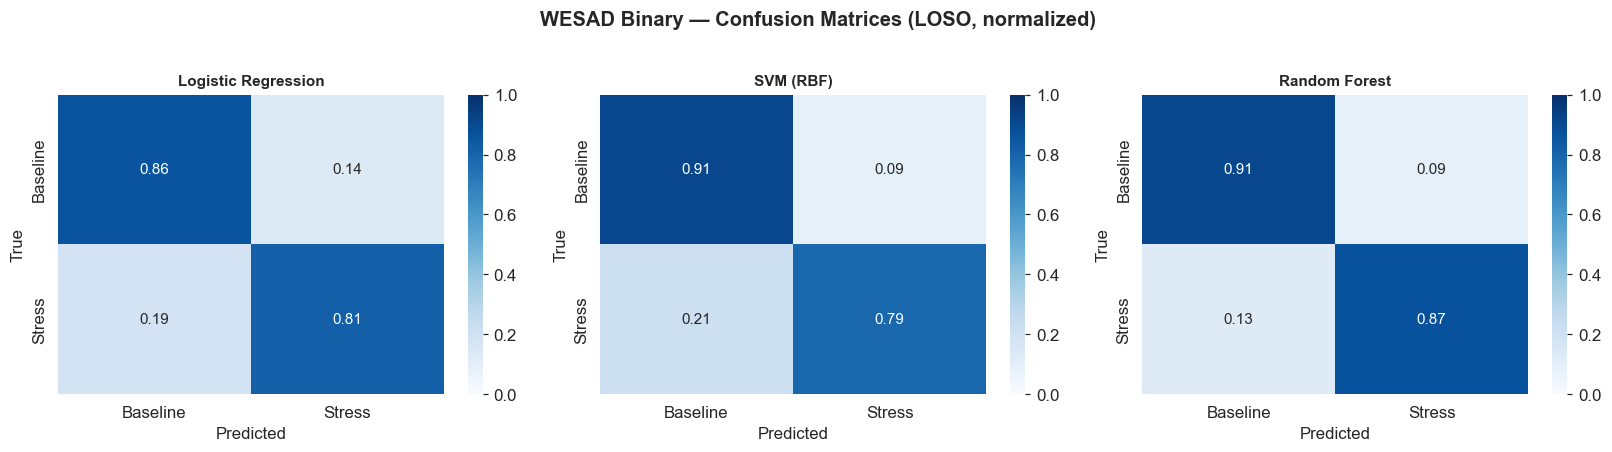 WESAD Binary — Confusion Matrices (LOSO, normalized)
Logistic Regression
True
Baseline
Stress
0.86
0.14
0.19
0.81
Baseline
Stress
Predicted
1.0
0.8
0.6
0.4
0.2
0.0
SVM (RBF)
True
Baseline
Stress
0.91
0.09
0.21
0.79
Baseline
Stress
Predicted
1.0
0.8
0.6
0.4
0.2
0.0
Random Forest
True
Baseline
Stress
0.91
0.09
0.13
0.87
Baseline
Stress
Predicted
1.0
0.8
0.6
0.4
0.2
0.0